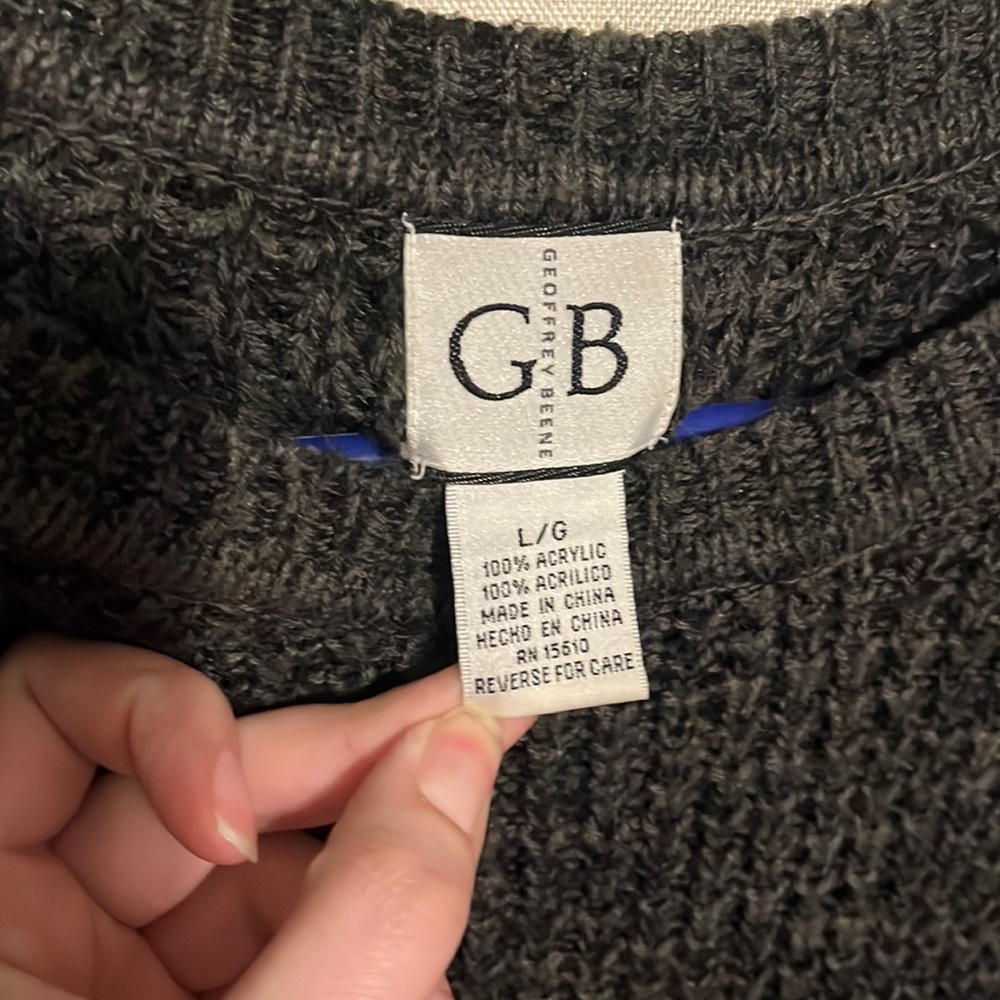 GB
GEOFFREY BEENE
L/G
100% ACRYLIC
100% ACRILICO
MADE IN CHINA
HECHO EN CHINA
RN 15610
REVERSE FOR CARE